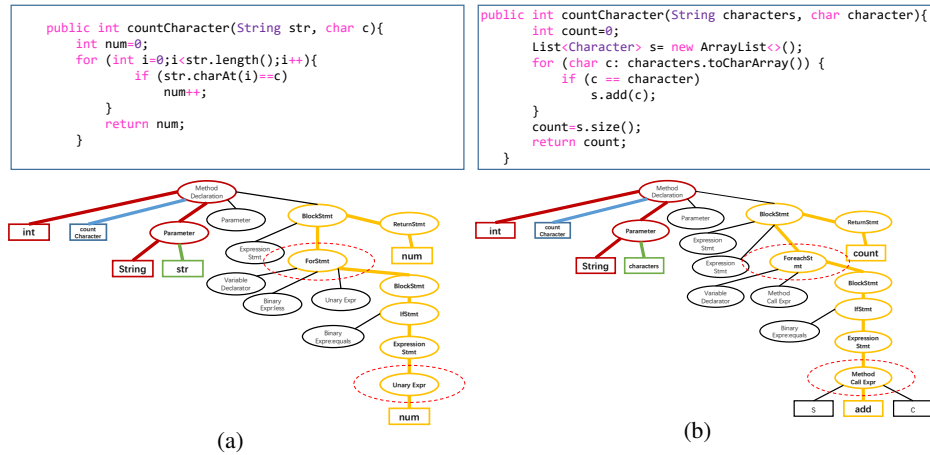 public int countCharacter(String str, char c){
int num=0;
for (int i=0;i<str.length();i++){
if (str.charAt(i)==c)
num++;
}
return num;
}
public int countCharacter(String characters, char character){
int count=0;
List<Character> s= new ArrayList<>();
for (char c: characters.toCharArray()) {
if (c == character)
s.add(c);
}
count=s.size();
return count;
}
Method
Declaration
int
count
Character
Parameter
Parameter
BlockStmt
ReturnStmt
String
str
Expression
Stmt
ForStmt
num
Variable
Declarator
Binary
Expr:less
Unary Expr
BlockStmt
Binary
Expre:equals
IfStmt
Expression
Stmt
Unary Expr
num
(a)
Method
Declaration
int
count
Character
Parameter
Parameter
BlockStmt
ReturnStmt
String
characters
Expression
Stmt
Expression
Stmt
ForeachSt
mt
count
Variable
Declarator
Method
Call Expr
BlockStmt
Binary
Expre:equals
IfStmt
Expression
Stmt
Method
Call Expr
s
add
c
(b)